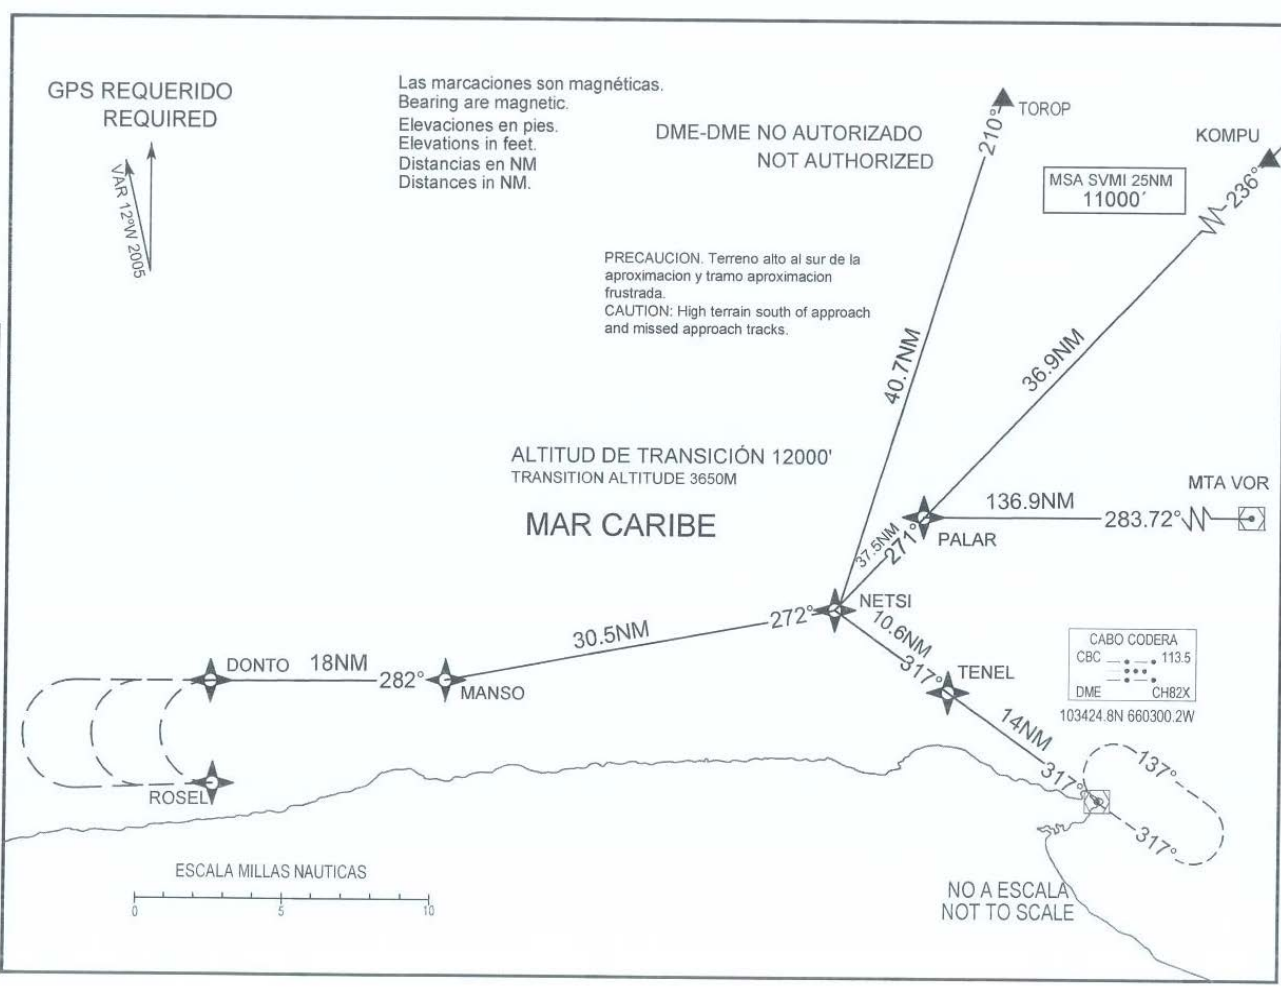 GPS REQUERIDO
REQUIRED
VAR 12ºW 2005
Las marcaciones son magnéticas.
Bearing are magnetic.
Elevaciones en pies.
Elevations in feet.
Distancias en NM
Distances in NM.
DME-DME NO AUTORIZADO
NOT AUTHORIZED
210°
TOROP
KOMPU
236°
MSA SVMI 25NM
11000´
PRECAUCION. Terreno alto al sur de la
aproximacion y tramo aproximacion
frustrada.
CAUTION: High terrain south of approach
and missed approach tracks.
40.7NM
36.9NM
ALTITUD DE TRANSICIÓN 12000'
TRANSITION ALTITUDE 3650M
MAR CARIBE
MTA VOR
136.9NM
283.72°
PALAR
37.5NM
271°
NETSI
272°
30.5NM
10.6NM
317°
TENEL
DONTO
18NM
282°
MANSO
14NM
317°
CABO CODERA
CBC
113.5
DME
CH82X
103424.8N 660300.2W
137°
317°
ROSEL
ESCALA MILLAS NAUTICAS
0
5
10
NO A ESCALA
NOT TO SCALE